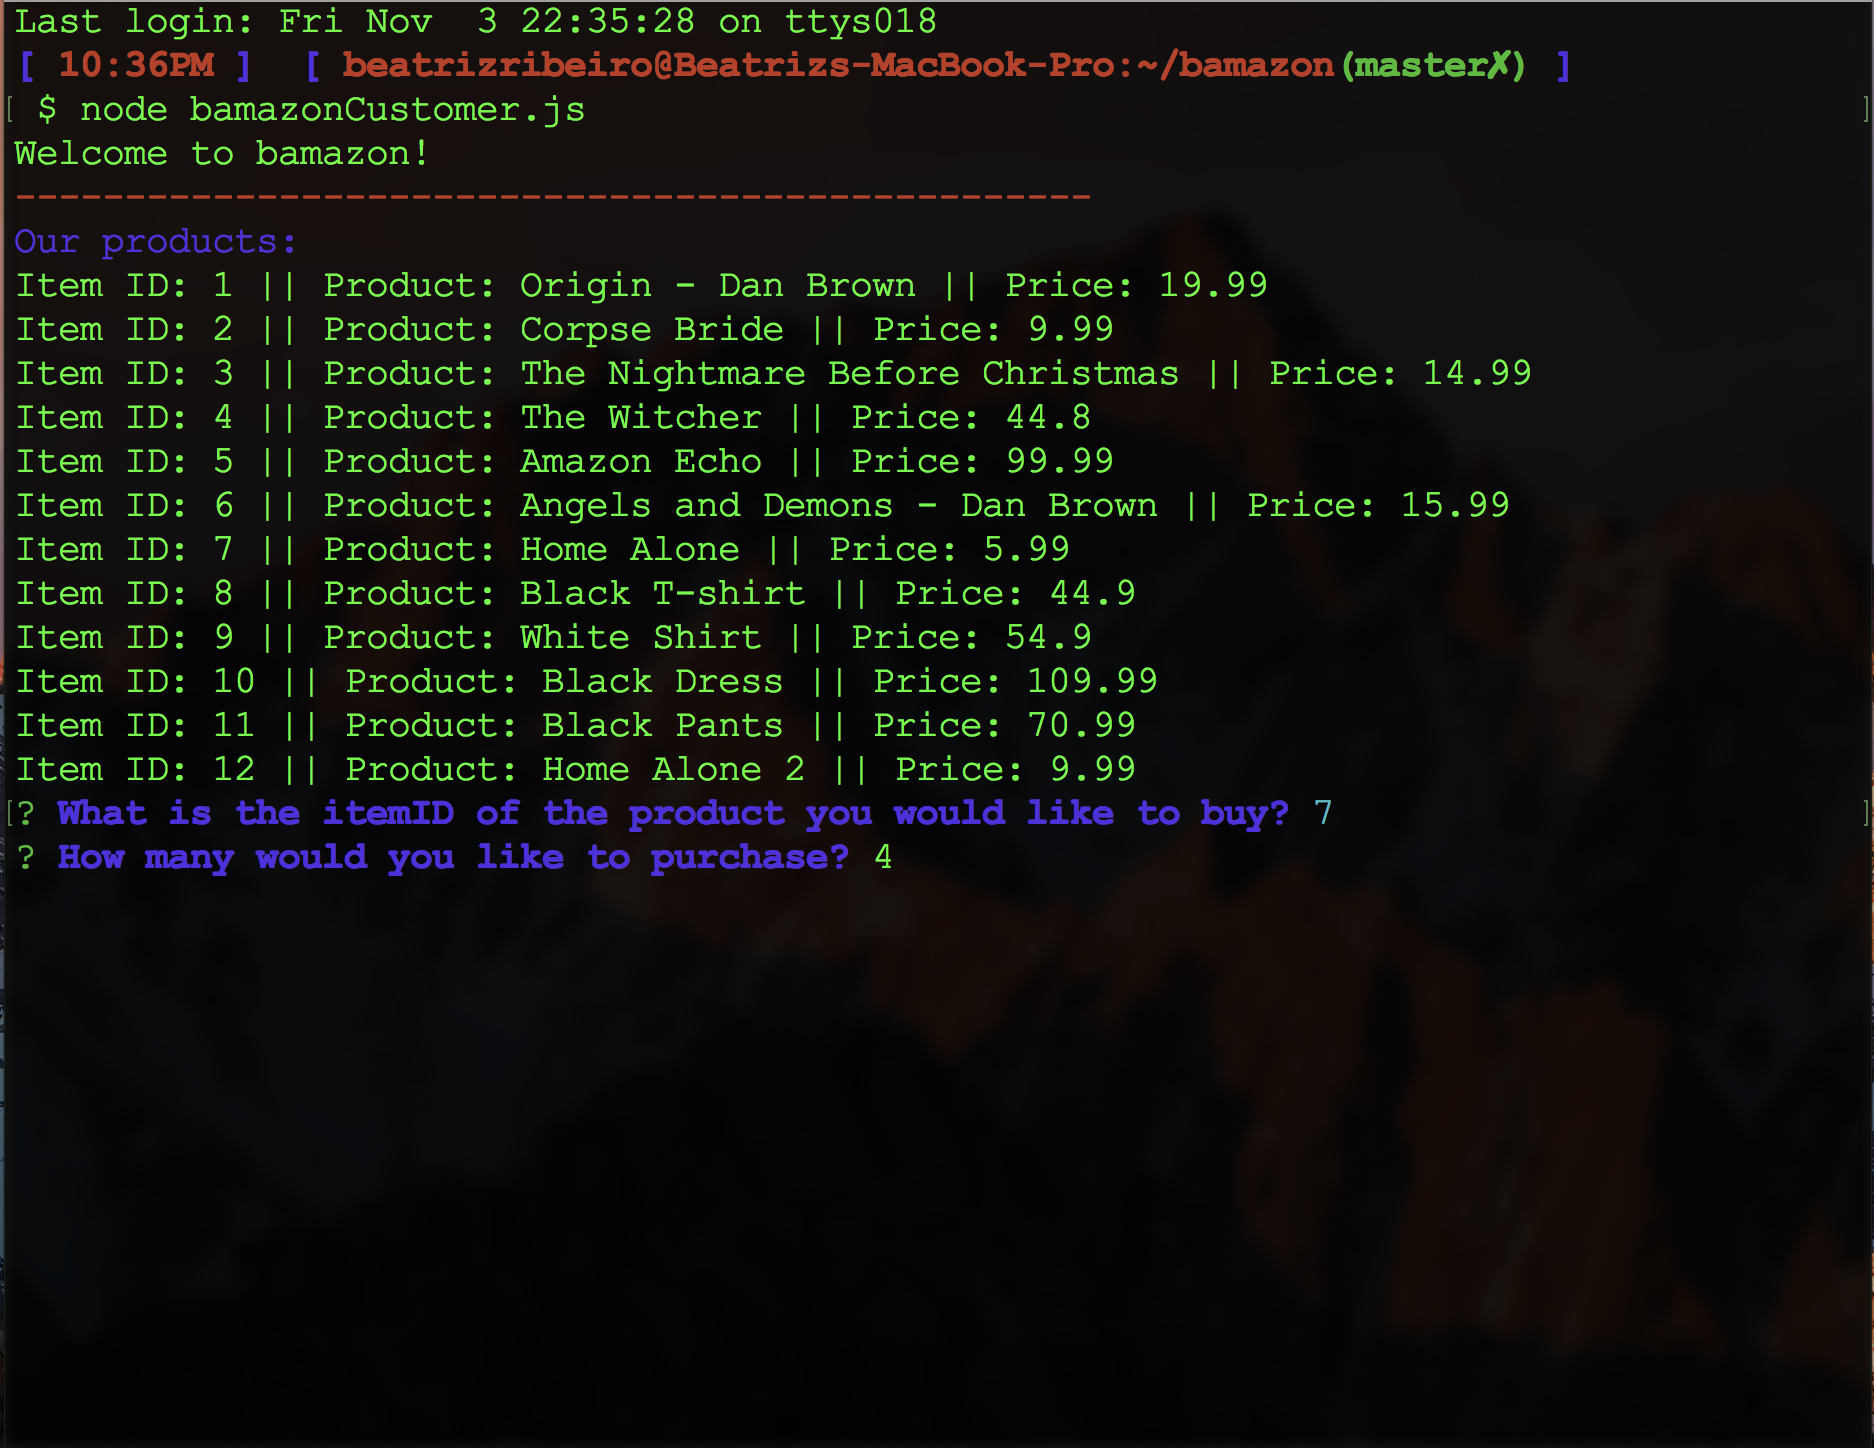 Last login: Fri Nov  3 22:35:28 on ttys018
[ 10:36PM ]  [ beatrizribeiro@Beatrizs-MacBook-Pro:~/bamazon(master✗) ]
[ $ node bamazonCustomer.js ]
Welcome to bamazon!
-------------------------------------------------
Our products:
Item ID: 1 || Product: Origin - Dan Brown || Price: 19.99
Item ID: 2 || Product: Corpse Bride || Price: 9.99
Item ID: 3 || Product: The Nightmare Before Christmas || Price: 14.99
Item ID: 4 || Product: The Witcher || Price: 44.8
Item ID: 5 || Product: Amazon Echo || Price: 99.99
Item ID: 6 || Product: Angels and Demons - Dan Brown || Price: 15.99
Item ID: 7 || Product: Home Alone || Price: 5.99
Item ID: 8 || Product: Black T-shirt || Price: 44.9
Item ID: 9 || Product: White Shirt || Price: 54.9
Item ID: 10 || Product: Black Dress || Price: 109.99
Item ID: 11 || Product: Black Pants || Price: 70.99
Item ID: 12 || Product: Home Alone 2 || Price: 9.99
[? What is the itemID of the product you would like to buy? 7 ]
? How many would you like to purchase? 4